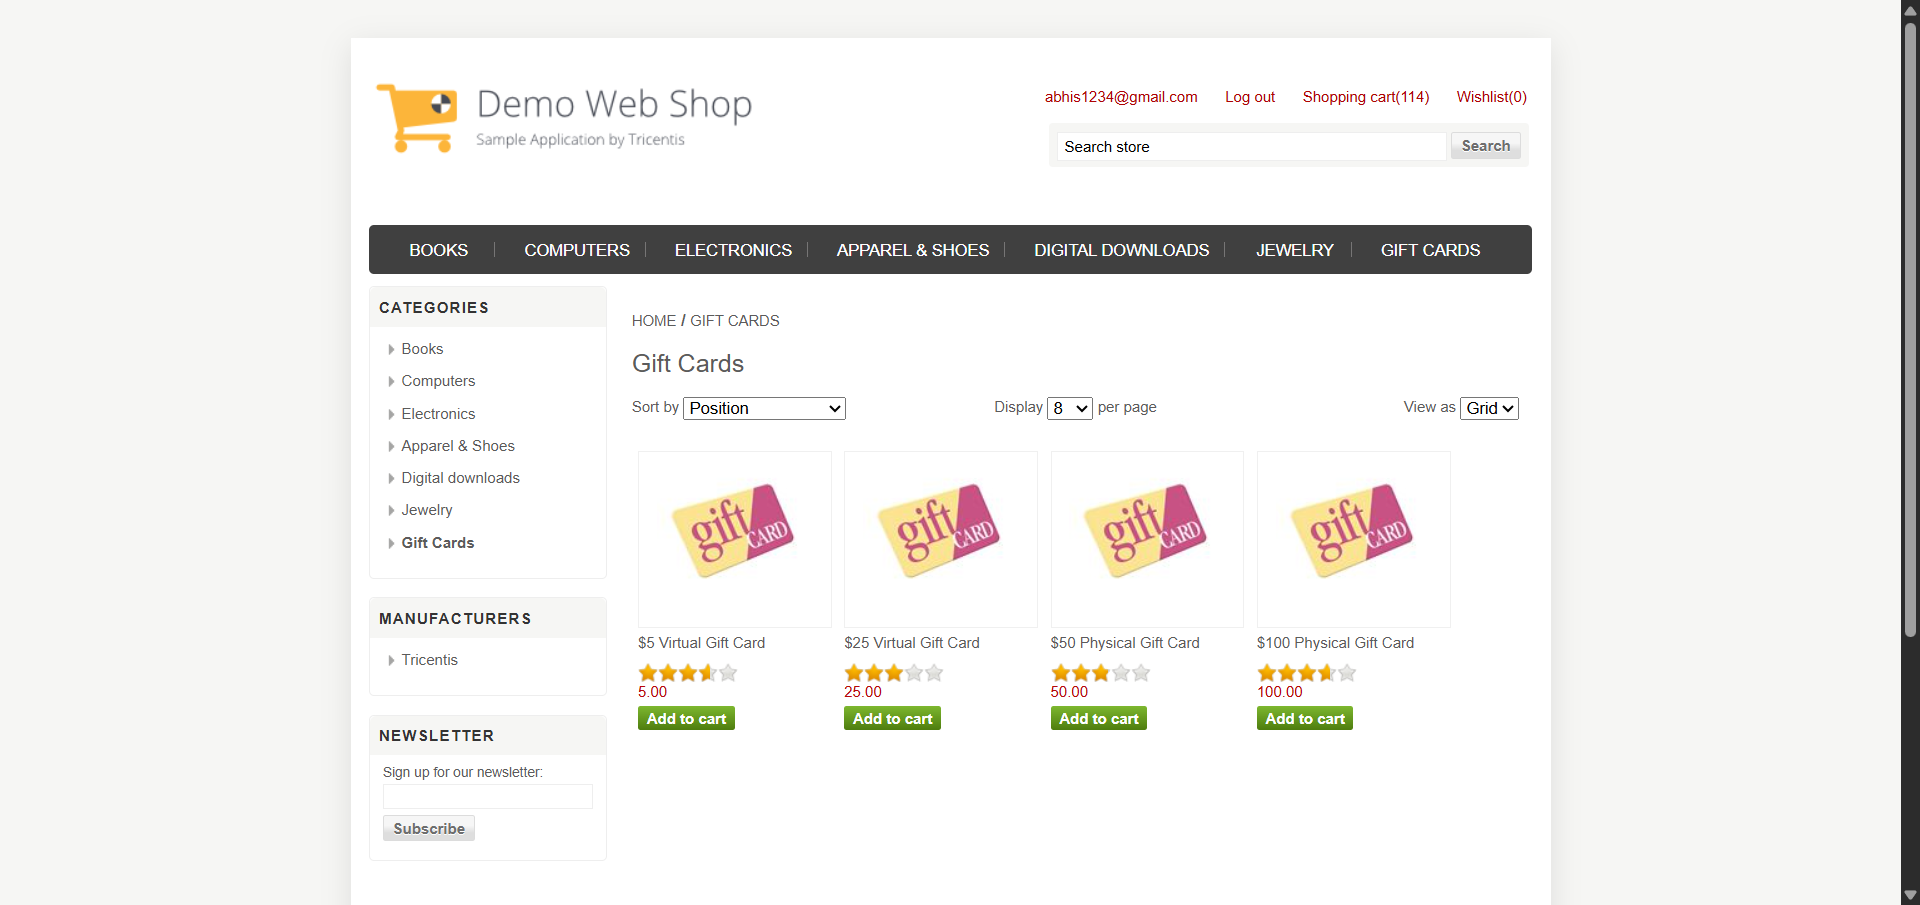 Demo Web Shop
Sample Application by Tricentis
abhis1234@gmail.com Log out Shopping cart(114) Wishlist(0)
Search store Search
BOOKS COMPUTERS ELECTRONICS APPAREL & SHOES DIGITAL DOWNLOADS JEWELRY GIFT CARDS
CATEGORIES
Books
Computers
Electronics
Apparel & Shoes
Digital downloads
Jewelry
Gift Cards
MANUFACTURERS
Tricentis
NEWSLETTER
Sign up for our newsletter:
Subscribe
HOME / GIFT CARDS
Gift Cards
Sort by Position Display 8 per page View as Grid
gift CARD gift CARD gift CARD gift CARD
$5 Virtual Gift Card $25 Virtual Gift Card $50 Physical Gift Card $100 Physical Gift Card
5.00 25.00 50.00 100.00
Add to cart Add to cart Add to cart Add to cart